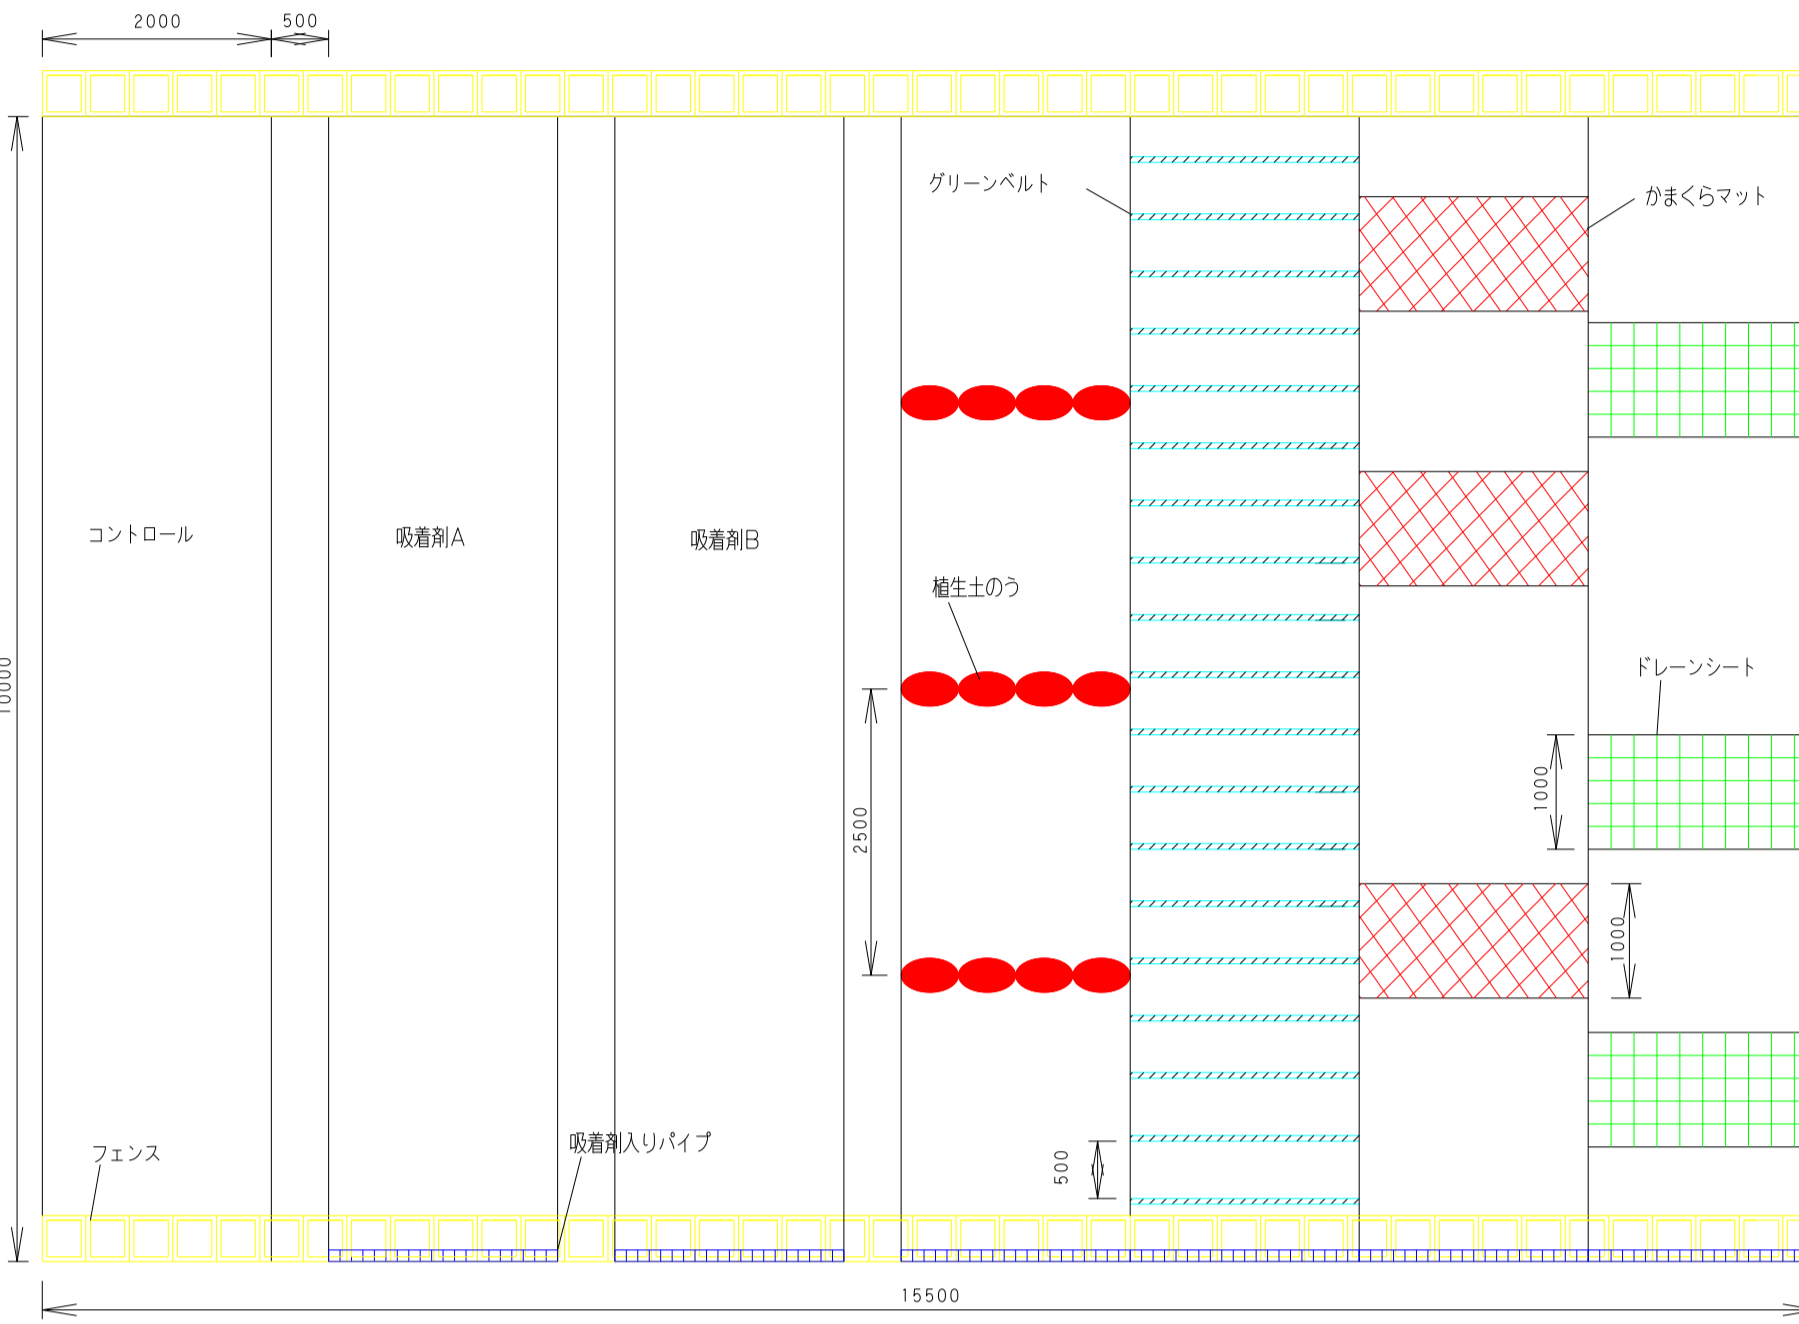 2000
500
グリーンベルト
かまくらマット
コントロール
吸着剤A
吸着剤B
植生土のう
10000
ドレーンシート
1000
2500
1000
フェンス
吸着剤入りパイプ
500
15500